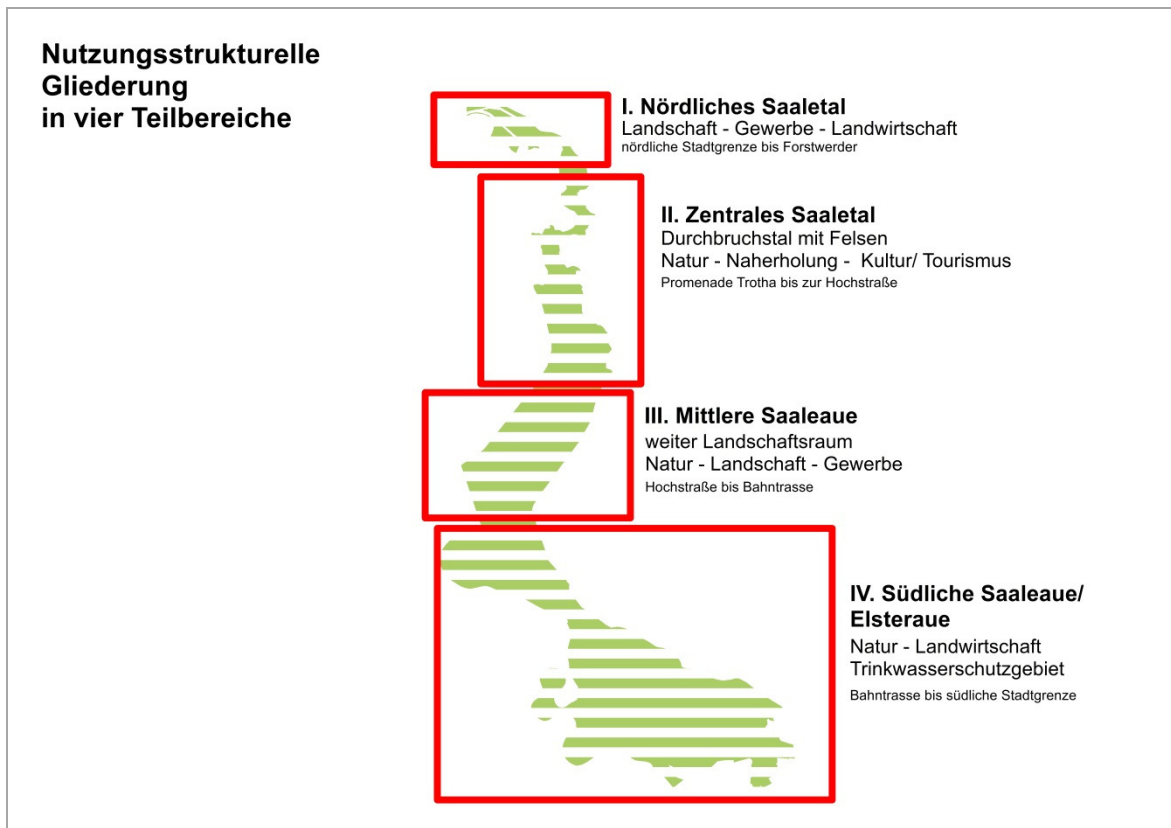 Nutzungsstrukturelle
Gliederung
in vier Teilbereiche
I. Nördliches Saaletal
Landschaft - Gewerbe - Landwirtschaft
nördliche Stadtgrenze bis Forstwerder
II. Zentrales Saaletal
Durchbruchstal mit Felsen
Natur - Naherholung - Kultur/ Tourismus
Promenade Trotha bis zur Hochstraße
III. Mittlere Saaleaue
weiter Landschaftsraum
Natur - Landschaft - Gewerbe
Hochstraße bis Bahntrasse
IV. Südliche Saaleaue/
Elsteraue
Natur - Landwirtschaft
Trinkwasserschutzgebiet
Bahntrasse bis südliche Stadtgrenze